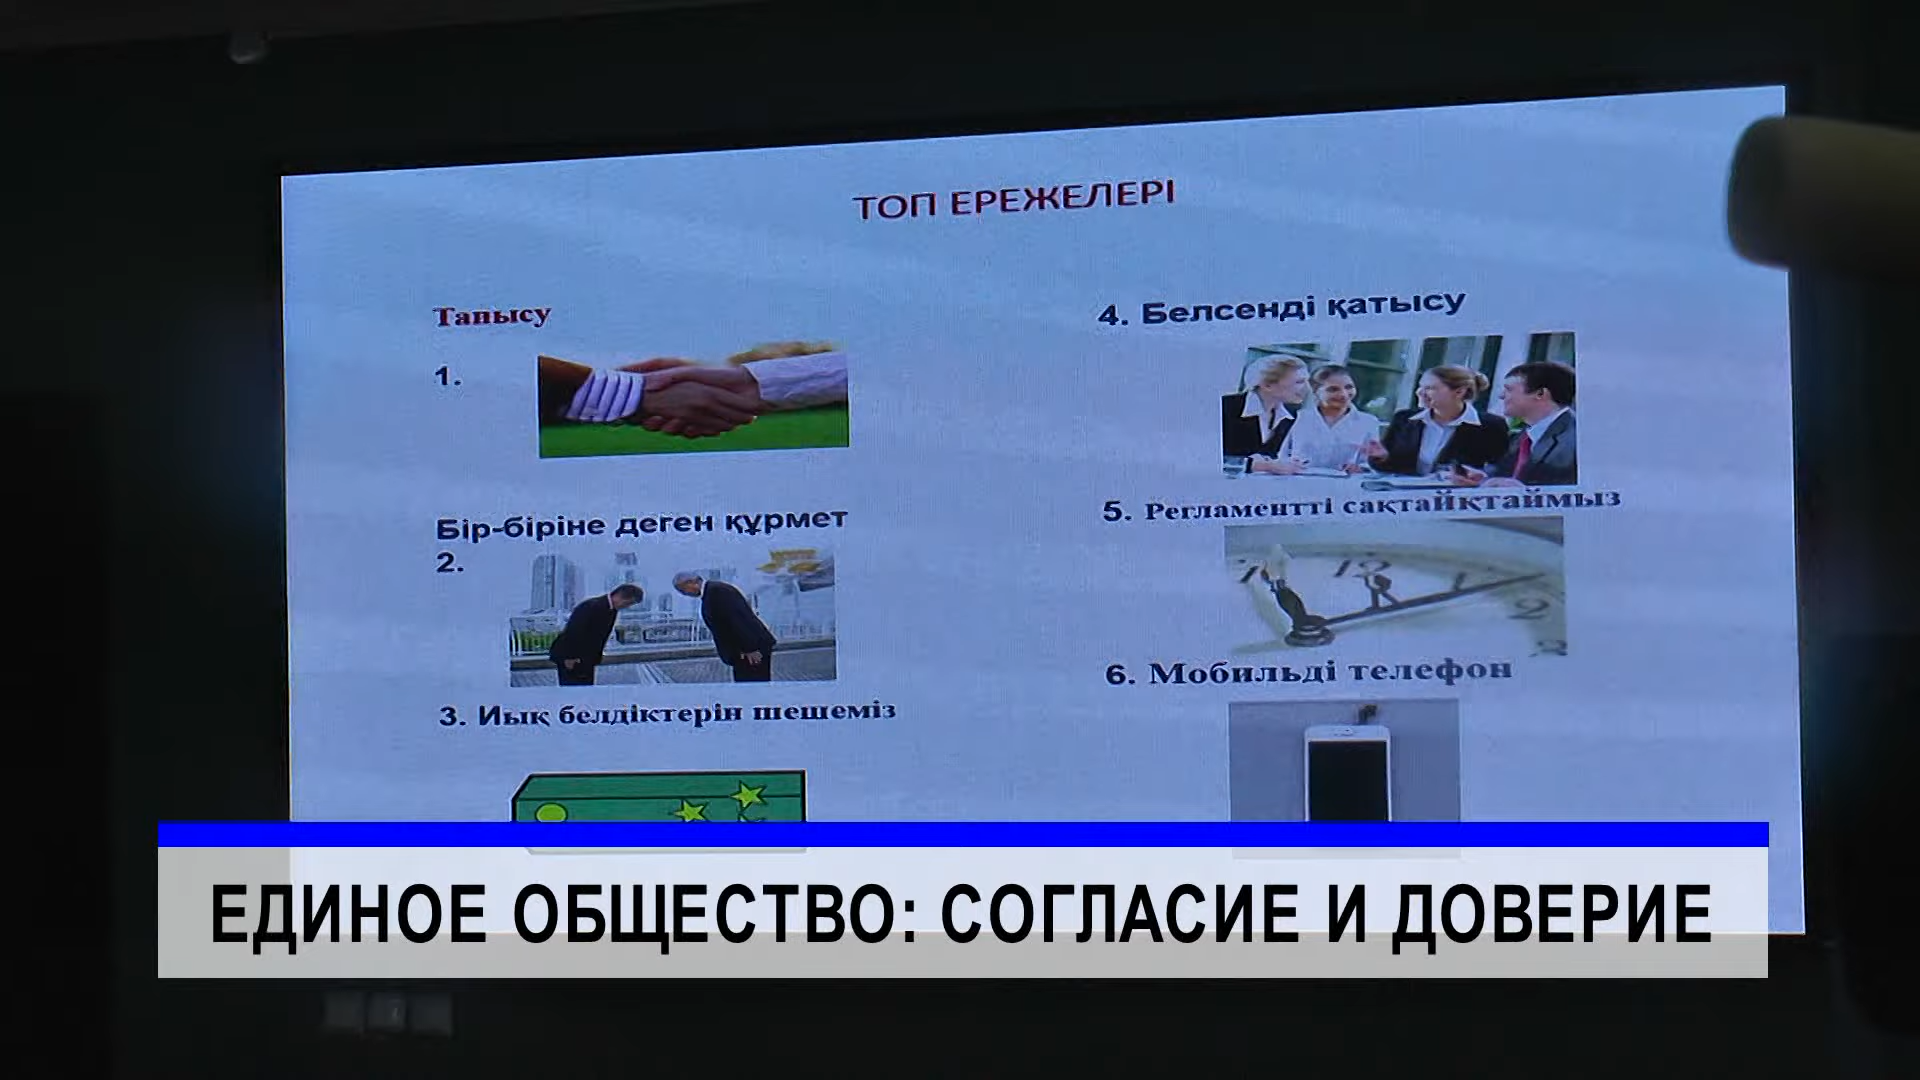 ТОП ЕРЕЖЕЛЕРІ
Танысу
1.
Бір-біріне деген құрмет
2.
3. Иық белдіктерін шешеміз
4. Белсенді қатысу
5. Регламентті сақтайқтаймыз
6. Мобильді телефон
ЕДИНОЕ ОБЩЕСТВО: СОГЛАСИЕ И ДОВЕРИЕ